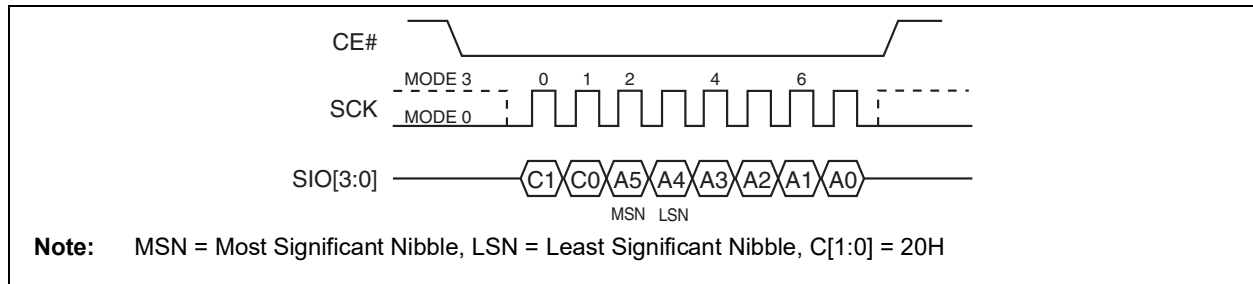 CE#
MODE 3 0 1 2 4 6
SCK
MODE 0
SIO[3:0] C1 C0 A5 A4 A3 A2 A1 A0
MSN LSN
Note: MSN = Most Significant Nibble, LSN = Least Significant Nibble, C[1:0] = 20H